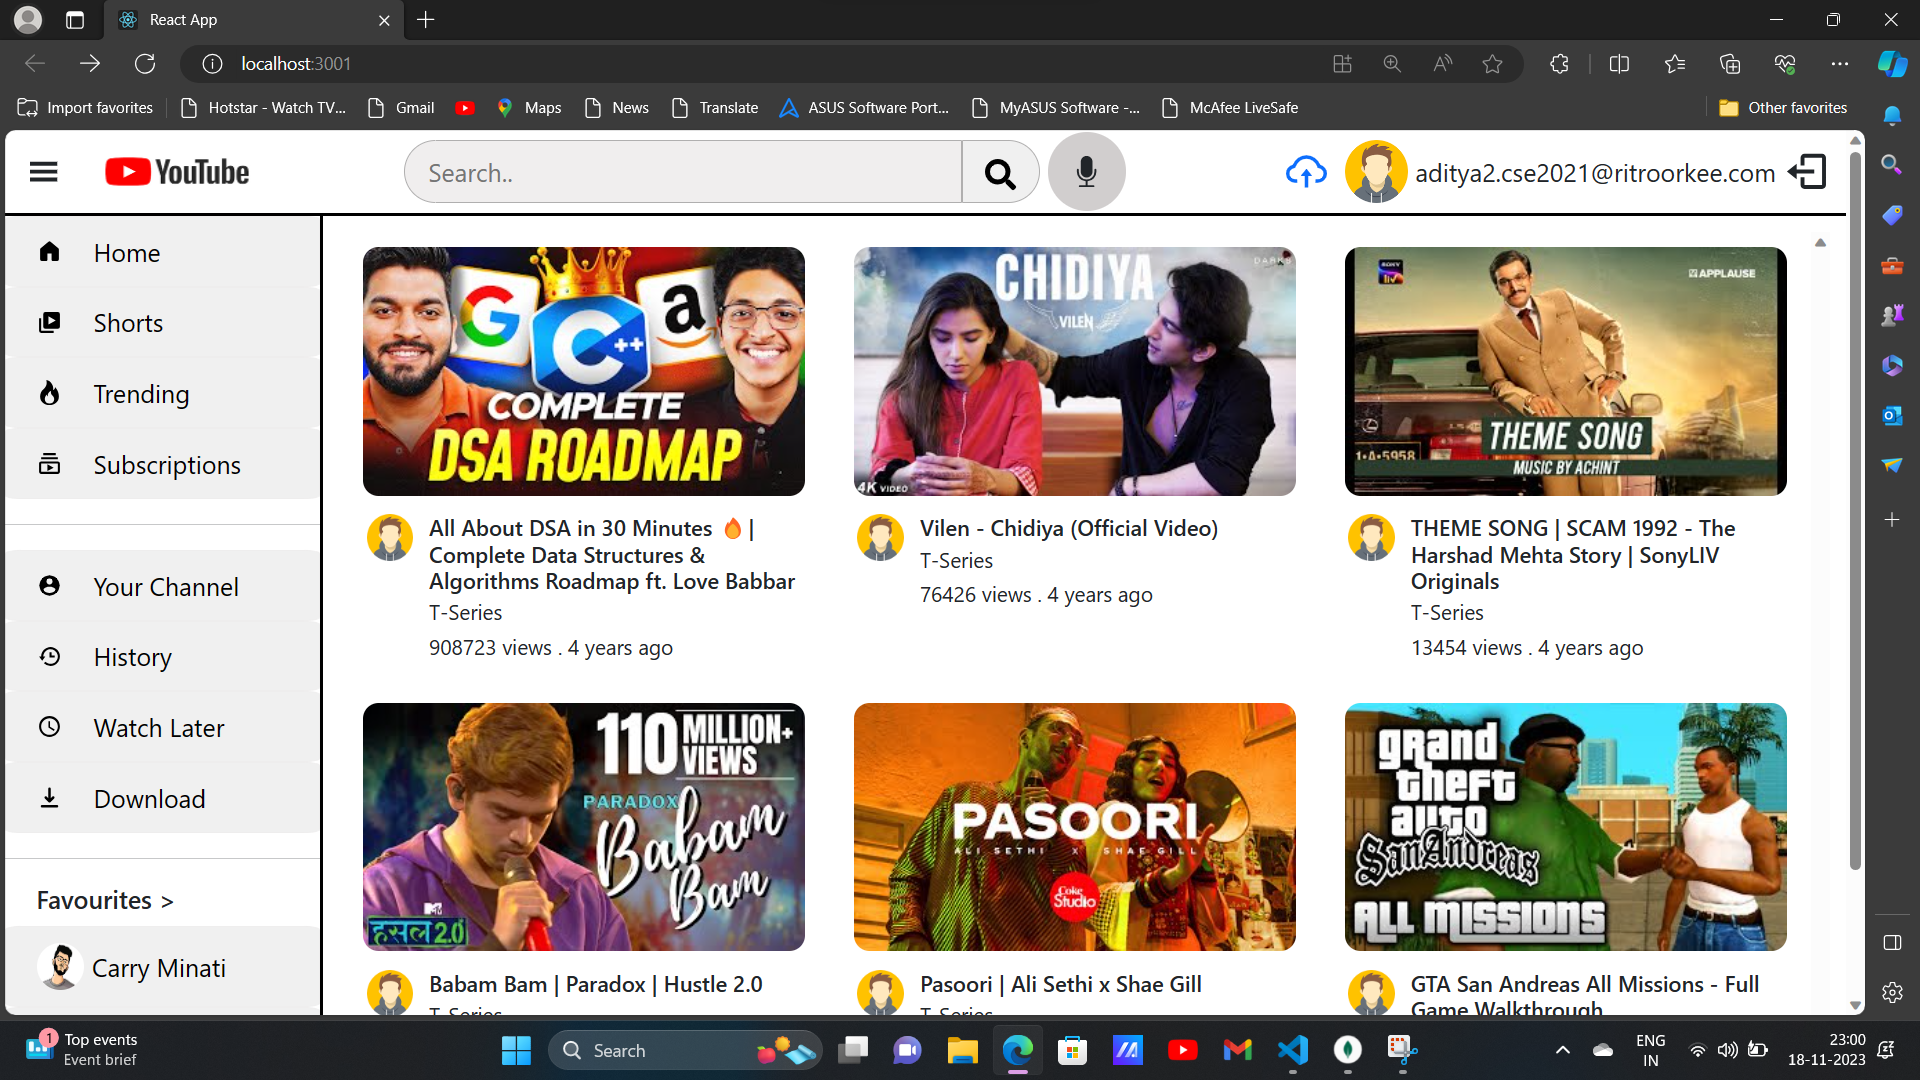 React App
localhost:3001
Import favorites
Hotstar - Watch TV...
Gmail
Maps
News
Translate
ASUS Software Port...
MyASUS Software -...
McAfee LiveSafe
Other favorites
YouTube
Search..
aditya2.cse2021@ritroorkee.com
Home
Shorts
Trending
Subscriptions
Your Channel
History
Watch Later
Download
Favourites >
Carry Minati
G
C++
a
COMPLETE
DSA ROADMAP
All About DSA in 30 Minutes 🔥 |
Complete Data Structures &
Algorithms Roadmap ft. Love Babbar
T-Series
908723 views . 4 years ago
CHIDIYA
VILEN
DARKS
4K VIDEO
Vilen - Chidiya (Official Video)
T-Series
76426 views . 4 years ago
SONY
liv
APPLAUSE
1-A-5958
THEME SONG
MUSIC BY ACHINT
THEME SONG | SCAM 1992 - The
Harshad Mehta Story | SonyLIV
Originals
T-Series
13454 views . 4 years ago
110 MILLION+
VIEWS
PARADOX
Babam
Bam
MTV
हसल 2.0
Babam Bam | Paradox | Hustle 2.0
T-Series
PASOORI
ALI SETHI X SHAE GILL
Coke
Studio
Pasoori | Ali Sethi x Shae Gill
T-Series
grand
theft
auto
San Andreas
ALL MISSIONS
GTA San Andreas All Missions - Full
Game Walkthrough
1
Top events
Event brief
Search
ENG
IN
23:00
18-11-2023